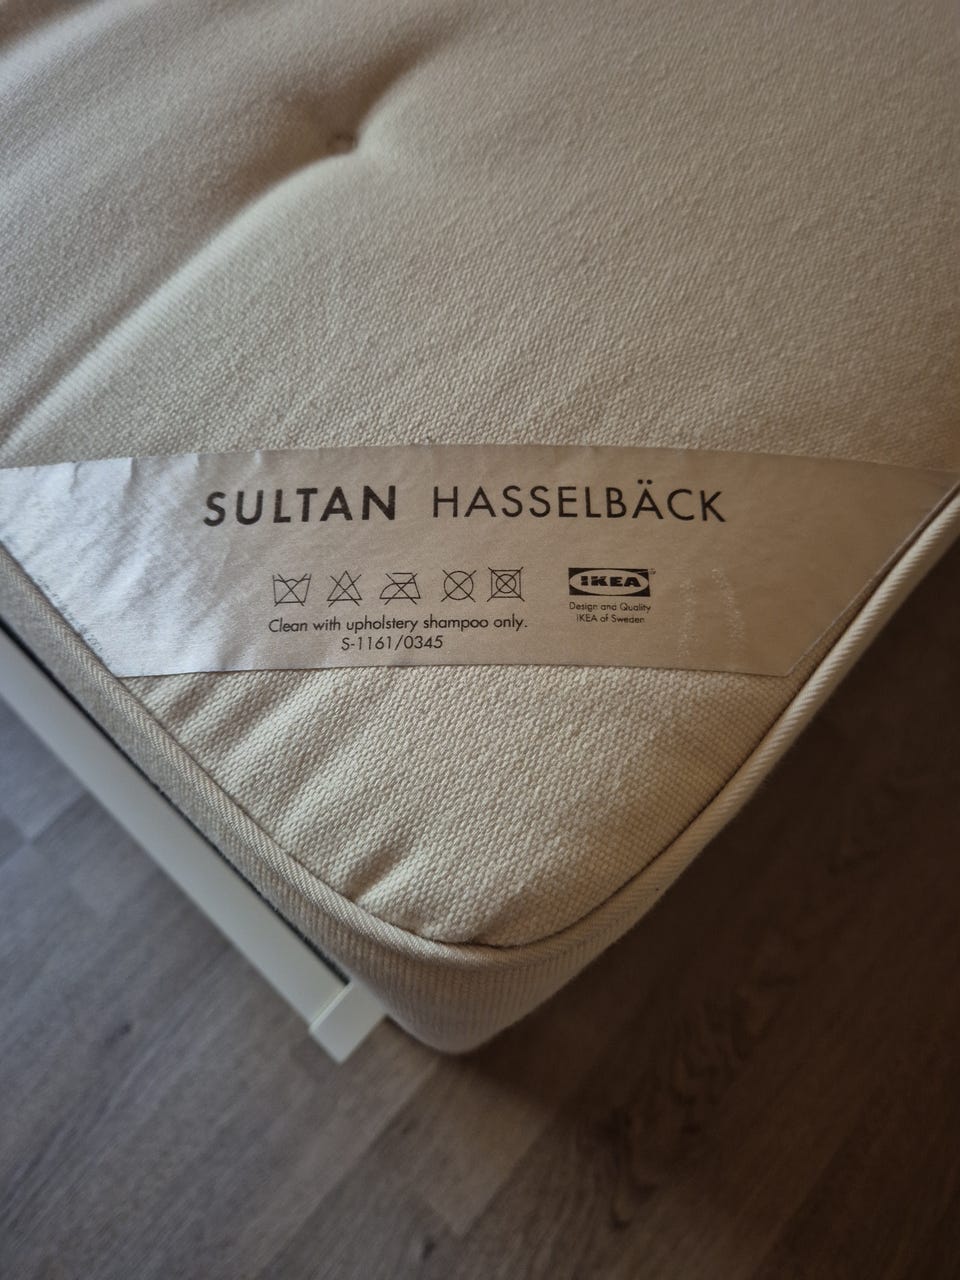 SULTAN HASSELBÄCK
IKEA
Design and Quality
IKEA of Sweden
Clean with upholstery shampoo only.
S-1161/0345